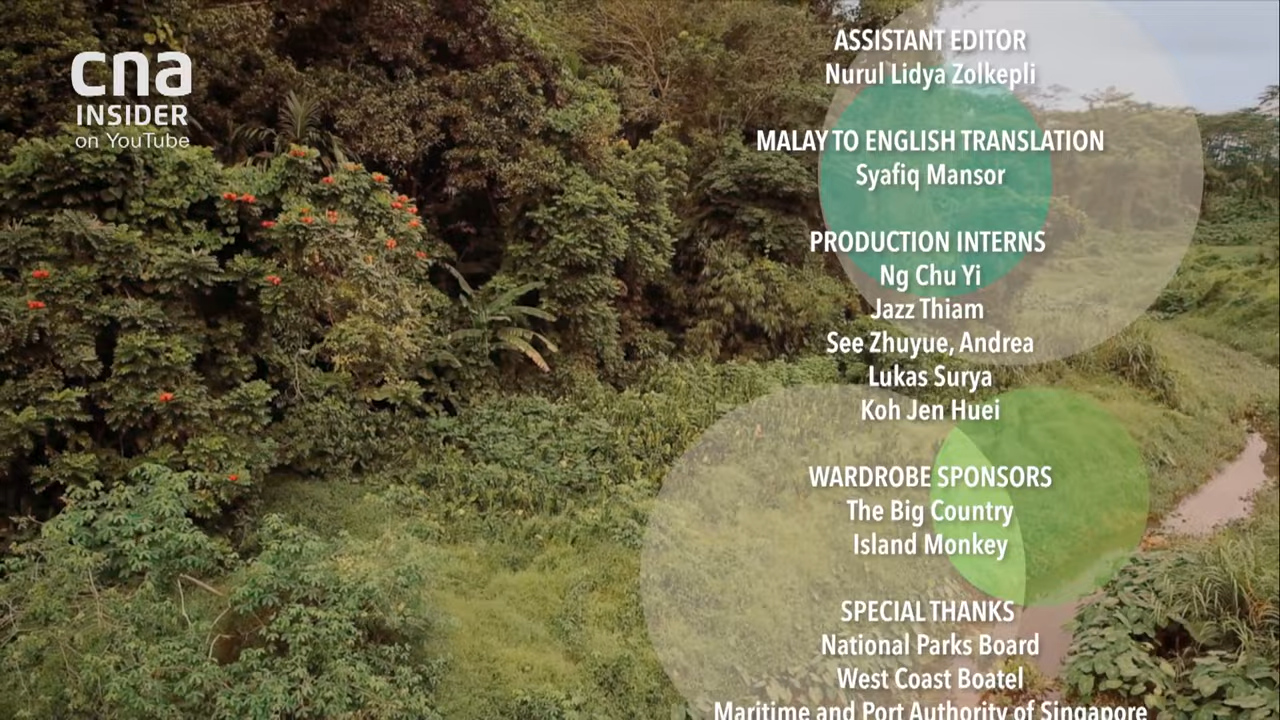 cna
INSIDER
on YouTube
ASSISTANT EDITOR
Nurul Lidya Zolkepli
MALAY TO ENGLISH TRANSLATION
Syafiq Mansor
PRODUCTION INTERNS
Ng Chu Yi
Jazz Thiam
See Zhuyue, Andrea
Lukas Surya
Koh Jen Huei
WARDROBE SPONSORS
The Big Country
Island Monkey
SPECIAL THANKS
National Parks Board
West Coast Boatel
Maritime and Port Authority of Singapore